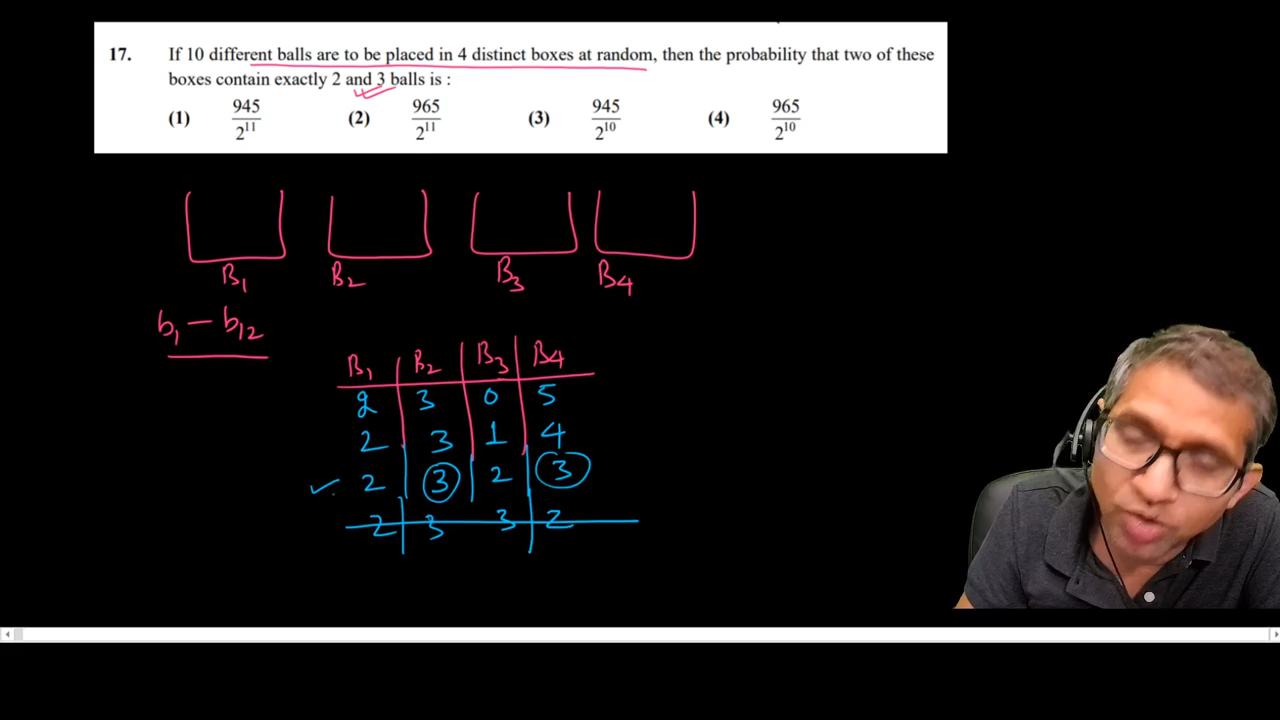 17. If 10 different balls are to be placed in 4 distinct boxes at random, then the probability that two of these
boxes contain exactly 2 and 3 balls is :
(1) 945/2^11 (2) 965/2^11 (3) 945/2^10 (4) 965/2^10
B1 B2 B3 B4
b1 – b12
B1 B2 B3 B4
2 3 0 5
2 3 1 4
2 3 2 3
2 3 3 2